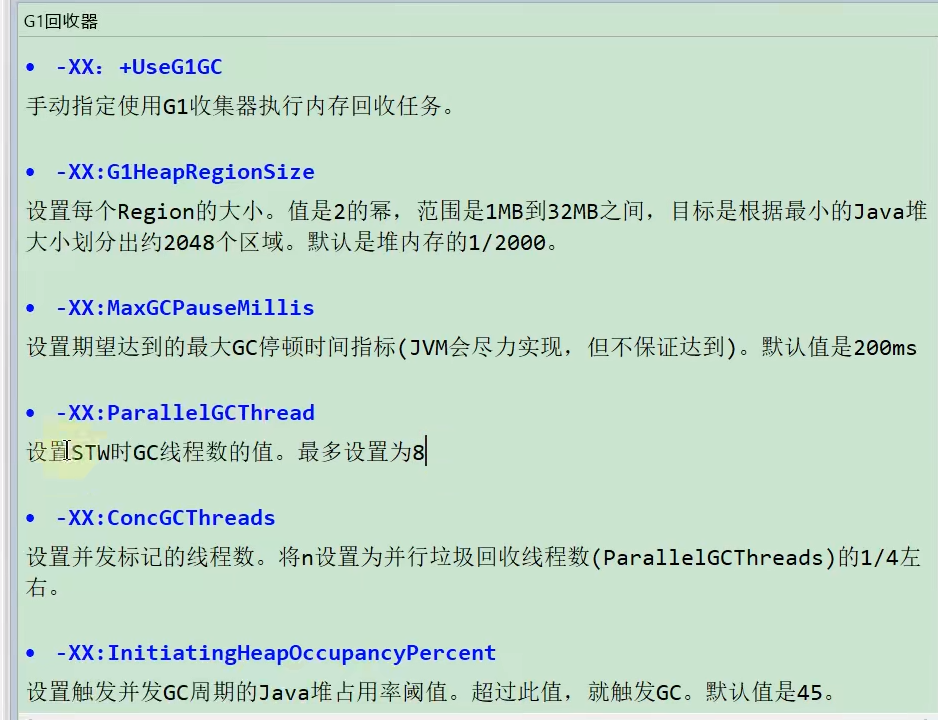 G1回收器
• -XX：+UseG1GC
手动指定使用G1收集器执行内存回收任务。
• -XX:G1HeapRegionSize
设置每个Region的大小。值是2的幂，范围是1MB到32MB之间，目标是根据最小的Java堆
大小划分出约2048个区域。默认是堆内存的1/2000。
• -XX:MaxGCPauseMillis
设置期望达到的最大GC停顿时间指标(JVM会尽力实现，但不保证达到)。默认值是200ms
• -XX:ParallelGCThread
设置STW时GC线程数的值。最多设置为8
• -XX:ConcGCThreads
设置并发标记的线程数。将n设置为并行垃圾回收线程数(ParallelGCThreads)的1/4左
右。
• -XX:InitiatingHeapOccupancyPercent
设置触发并发GC周期的Java堆占用率阈值。超过此值，就触发GC。默认值是45。